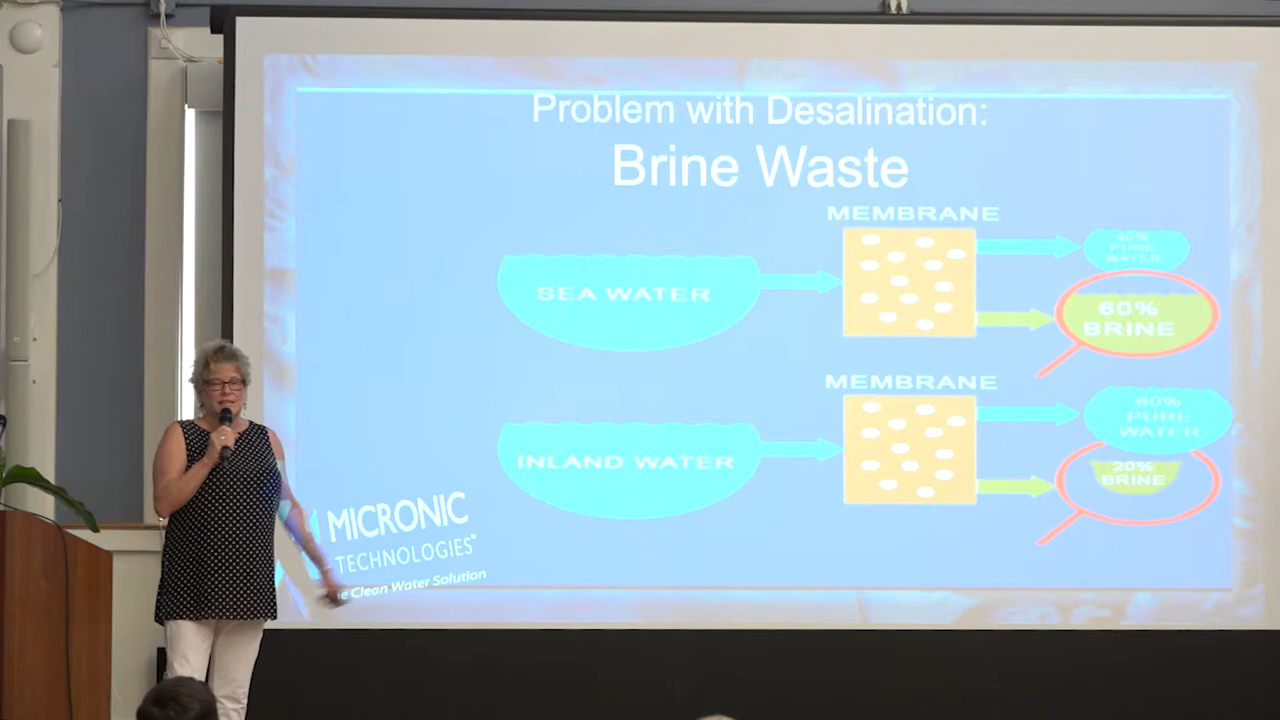 Problem with Desalination:
Brine Waste
MEMBRANE
SEA WATER
40%
PURE
WATER
60%
BRINE
MEMBRANE
INLAND WATER
80%
PURE
WATER
20%
BRINE
MICRONIC
TECHNOLOGIES
Clean Water Solution